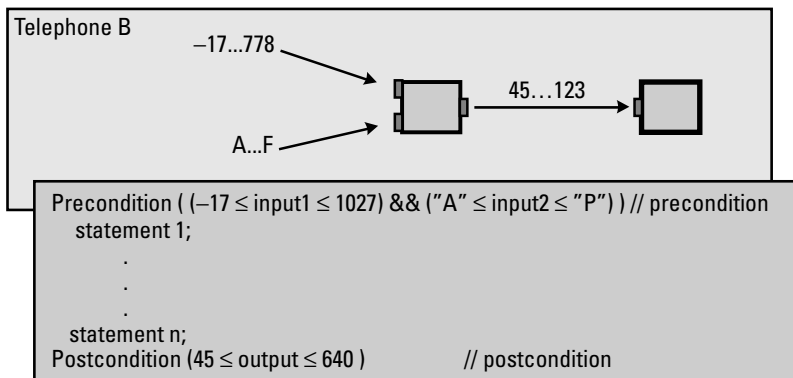 Telephone B
–17...778
45...123
A...F
Precondition ( (–17 ≤ input1 ≤ 1027) && (”A” ≤ input2 ≤ ”P”) ) // precondition
statement 1;
.
.
.
statement n;
Postcondition (45 ≤ output ≤ 640 ) // postcondition